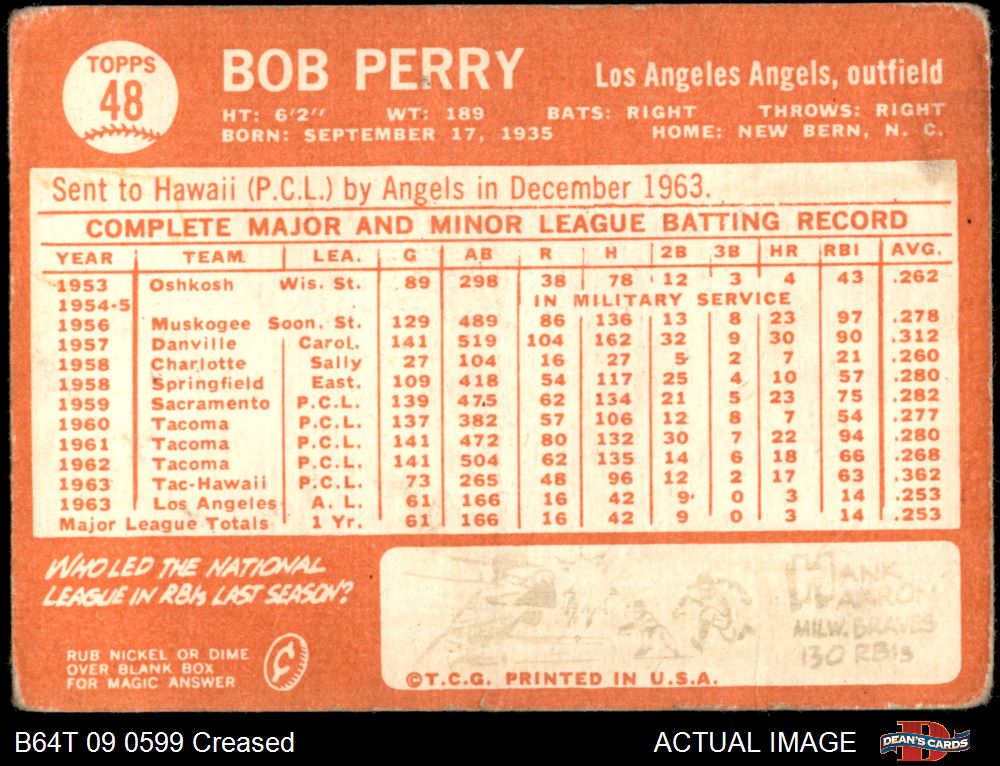 TOPPS
48
BOB PERRY
Los Angeles Angels, outfield
HT: 6'2" WT: 189 BATS: RIGHT THROWS: RIGHT
BORN: SEPTEMBER 17, 1935 HOME: NEW BERN, N. C.
Sent to Hawaii (P.C.L.) by Angels in December 1963.
COMPLETE MAJOR AND MINOR LEAGUE BATTING RECORD
YEAR TEAM LEA. G AB R H 2B 3B HR RBI AVG.
1953 Oshkosh Wis. St. 89 298 38 78 12 3 4 43 .262
1954-5 IN MILITARY SERVICE
1956 Muskogee Soon. St. 129 489 86 136 13 8 23 97 .278
1957 Danville Carol. 141 519 104 162 32 9 30 90 .312
1958 Charlotte Sally 27 104 16 27 5 2 7 21 .260
1958 Springfield East. 109 418 54 117 25 4 10 57 .280
1959 Sacramento P.C.L. 139 475 62 134 21 5 23 75 .282
1960 Tacoma P.C.L. 137 382 57 106 12 8 7 54 .277
1961 Tacoma P.C.L. 141 472 80 132 30 7 22 94 .280
1962 Tacoma P.C.L. 141 504 62 135 14 6 18 66 .268
1963 Tac-Hawaii P.C.L. 73 265 48 96 12 2 17 63 .362
1963 Los Angeles A. L. 61 166 16 42 9 0 3 14 .253
Major League Totals 1 Yr. 61 166 16 42 9 0 3 14 .253
WHO LED THE NATIONAL
LEAGUE IN RBIs LAST SEASON?
RUB NICKEL OR DIME
OVER BLANK BOX
FOR MAGIC ANSWER
HANK
AARON
MILW. BRAVES
130 RBIs
©T.C.G. PRINTED IN U.S.A.
B64T 09 0599 Creased
ACTUAL IMAGE
DEAN'S CARDS